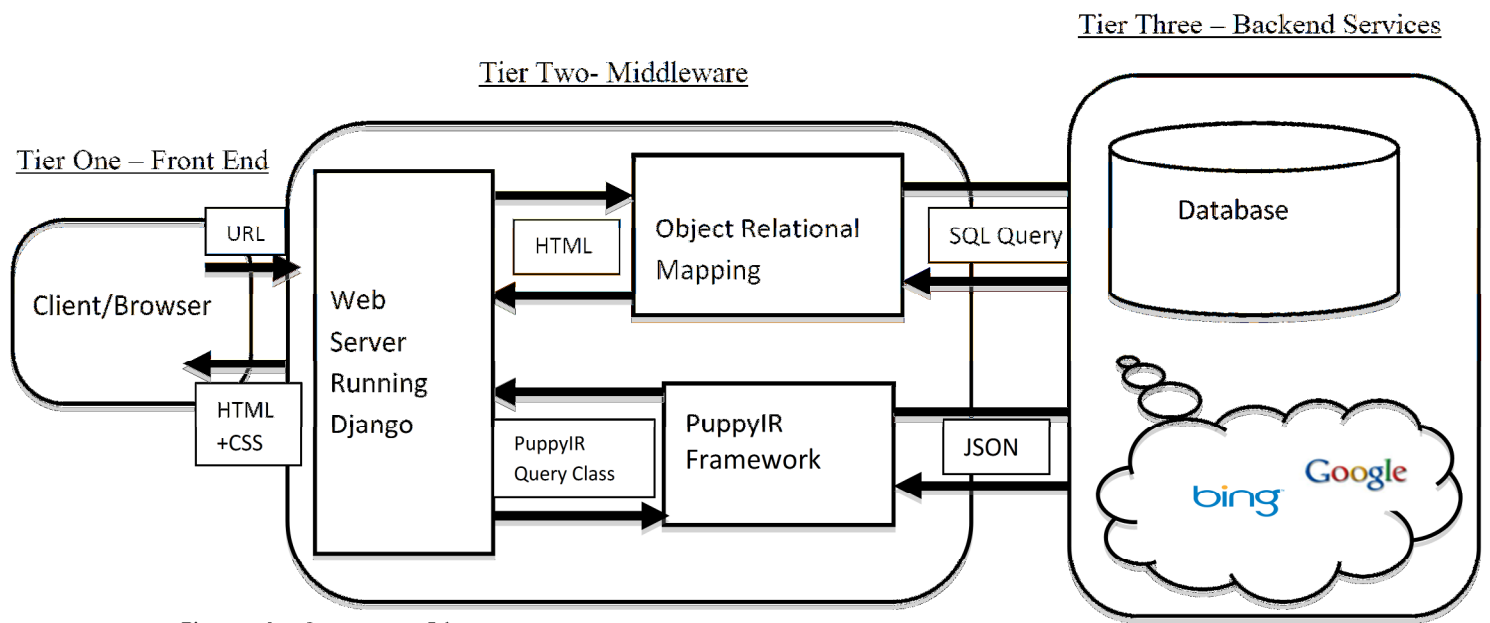 Tier Three – Backend Services
Tier Two- Middleware
Tier One – Front End
URL
Client/Browser
HTML
+CSS
Web
Server
Running
Django
HTML
Object Relational
Mapping
SQL Query
PuppyIR
Query Class
PuppyIR
Framework
JSON
Database
bing
Google